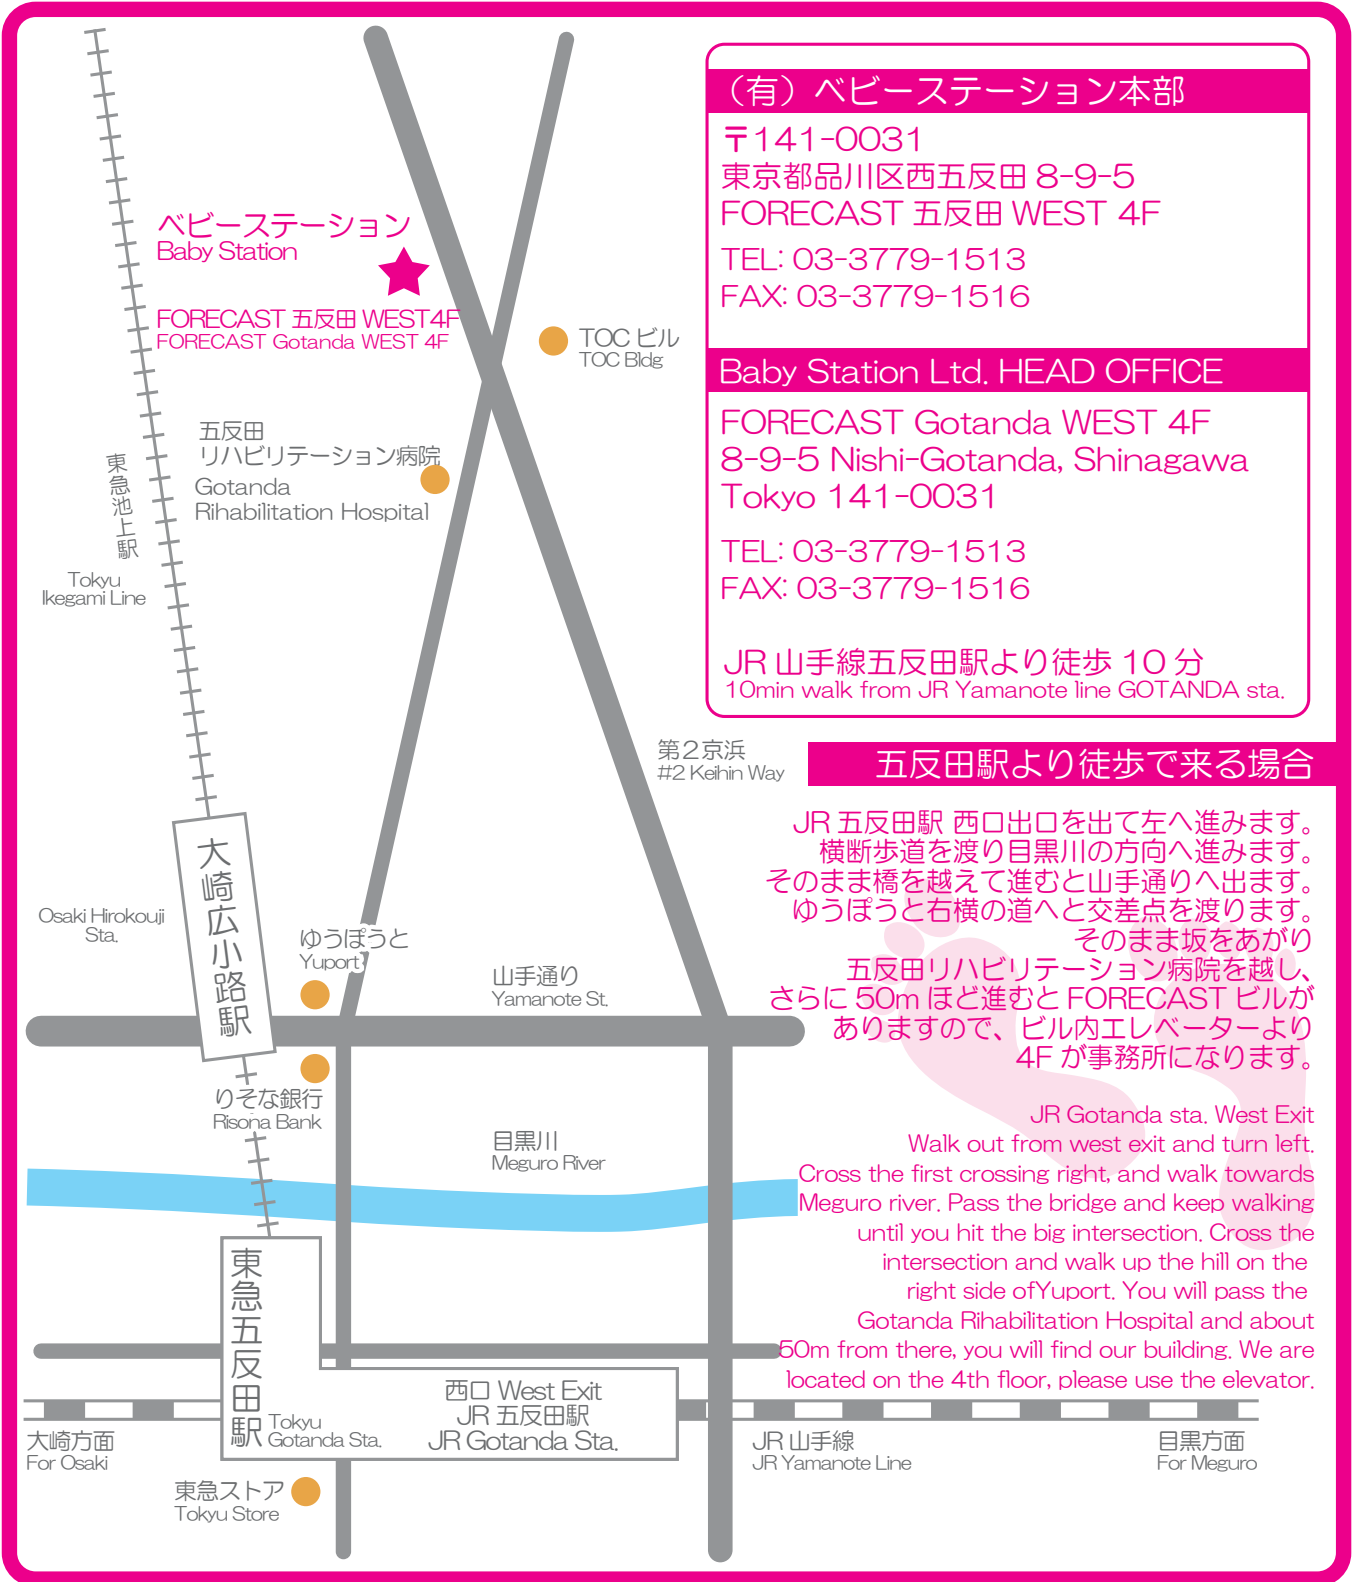 ベビーステーション
Baby Station
FORECAST 五反田 WEST4F
FORECAST Gotanda WEST 4F
TOC ビル
TOC Bldg
五反田
リハビリテーション病院
Gotanda
Rihabilitation Hospital
東急池上駅
Tokyu
Ikegami Line
第2京浜
#2 Keihin Way
大崎広小路駅
Osaki Hirokouji
Sta.
ゆうぽうと
Yuport
山手通り
Yamanote St.
りそな銀行
Risona Bank
目黒川
Meguro River
東急五反田駅
Tokyu
Gotanda Sta.
西口 West Exit
JR 五反田駅
JR Gotanda Sta.
大崎方面
For Osaki
JR 山手線
JR Yamanote Line
目黒方面
For Meguro
東急ストア
Tokyu Store
（有）ベビーステーション本部
〒141-0031
東京都品川区西五反田 8-9-5
FORECAST 五反田 WEST 4F
TEL: 03-3779-1513
FAX: 03-3779-1516
Baby Station Ltd. HEAD OFFICE
FORECAST Gotanda WEST 4F
8-9-5 Nishi-Gotanda, Shinagawa
Tokyo 141-0031
TEL: 03-3779-1513
FAX: 03-3779-1516
JR 山手線五反田駅より徒歩 10 分
10min walk from JR Yamanote line GOTANDA sta.
五反田駅より徒歩で来る場合
JR 五反田駅 西口出口を出て左へ進みます。
横断歩道を渡り目黒川の方向へ進みます。
そのまま橋を越えて進むと山手通りへ出ます。
ゆうぽうと右横の道へと交差点を渡ります。
そのまま坂をあがり
五反田リハビリテーション病院を越し、
さらに 50m ほど進むと FORECAST ビルが
ありますので、ビル内エレベーターより
4F が事務所になります。
JR Gotanda sta. West Exit
Walk out from west exit and turn left.
Cross the first crossing right, and walk towards
Meguro river. Pass the bridge and keep walking
until you hit the big intersection. Cross the
intersection and walk up the hill on the
right side ofYuport. You will pass the
Gotanda Rihabilitation Hospital and about
50m from there, you will find our building. We are
located on the 4th floor, please use the elevator.